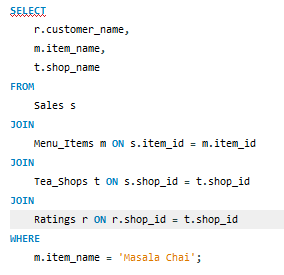 SELECT
r.customer_name,
m.item_name,
t.shop_name
FROM
Sales s
JOIN
Menu_Items m ON s.item_id = m.item_id
JOIN
Tea_Shops t ON s.shop_id = t.shop_id
JOIN
Ratings r ON r.shop_id = t.shop_id
WHERE
m.item_name = 'Masala Chai';